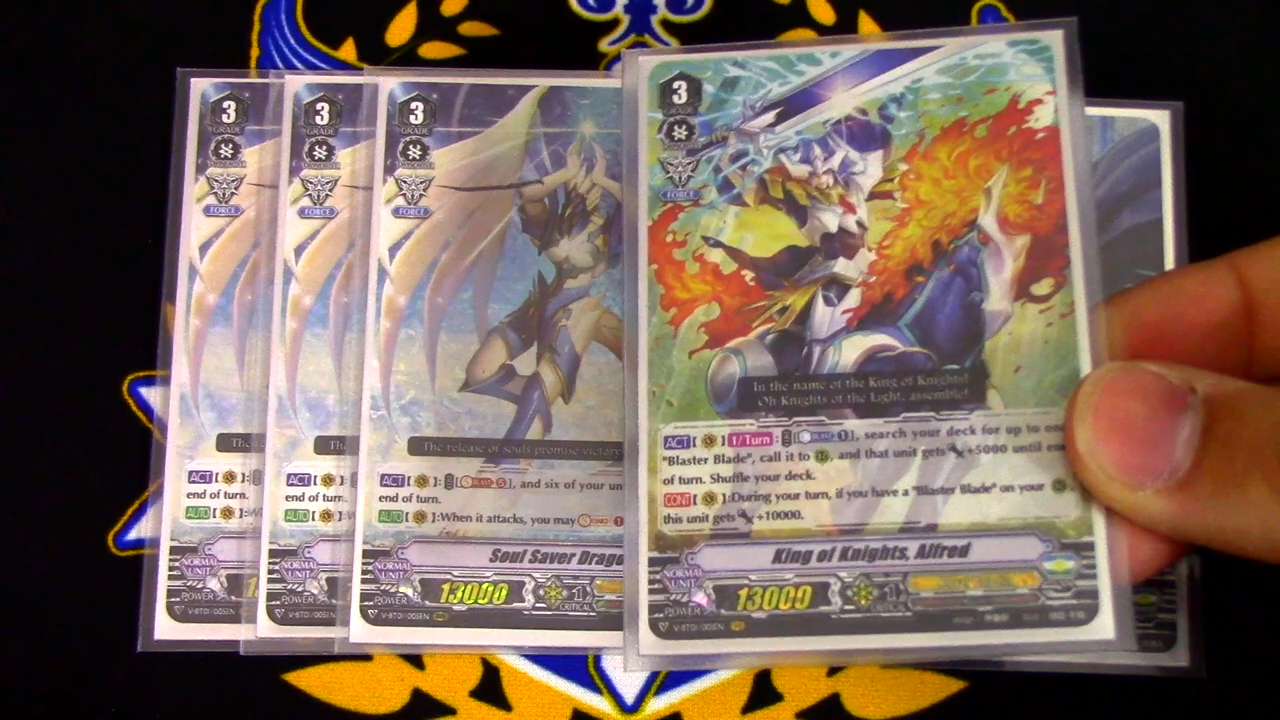 3
GRADE
FORCE
The
ACT[ ]:
end of turn.
AUTO[ ]:W
NORMAL
UNIT
POWER
V-BT01/005EN
3
GRADE
FORCE
Th
ACT[ ]:
end of turn.
AUTO[ ]:W
NORMAL
UNIT
POWER
V-BT01/005EN
3
GRADE
FORCE
The release of souls promise victory
ACT[ ]: , and six of your un
end of turn.
AUTO[ ]:When it attacks, you may
Soul Saver Drago
NORMAL
UNIT
POWER 13000 1
CRITICAL
V-BT01/005EN
3
GRADE
FORCE
In the name of the King of Knights!
Oh Knights of the Light, assemble!
ACT[ ]1/Turn: , search your deck for up to one
"Blaster Blade", call it to , and that unit gets +5000 until en
of turn. Shuffle your deck.
CONT[ ]:During your turn, if you have a "Blaster Blade" on your
this unit gets +10000.
King of Knights, Alfred
NORMAL
UNIT
POWER 13000 1
CRITICAL